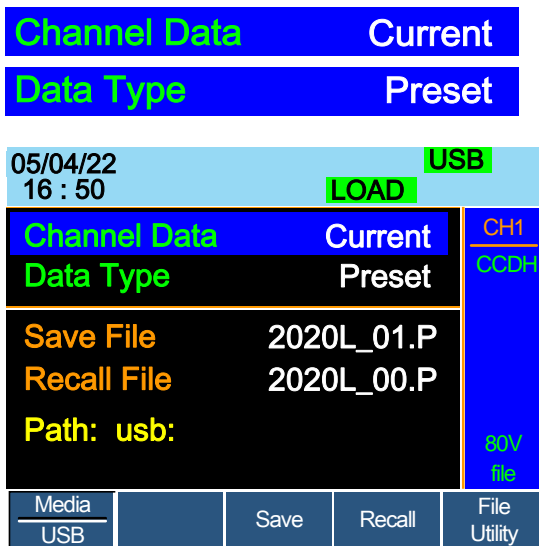 Channel Data Current
Data Type Preset
05/04/22 USB
16 : 50 LOAD
Channel Data Current CH1
Data Type Preset CCDH
Save File 2020L_01.P
Recall File 2020L_00.P
Path: usb: 80V
file
Media Save Recall File
USB Utility